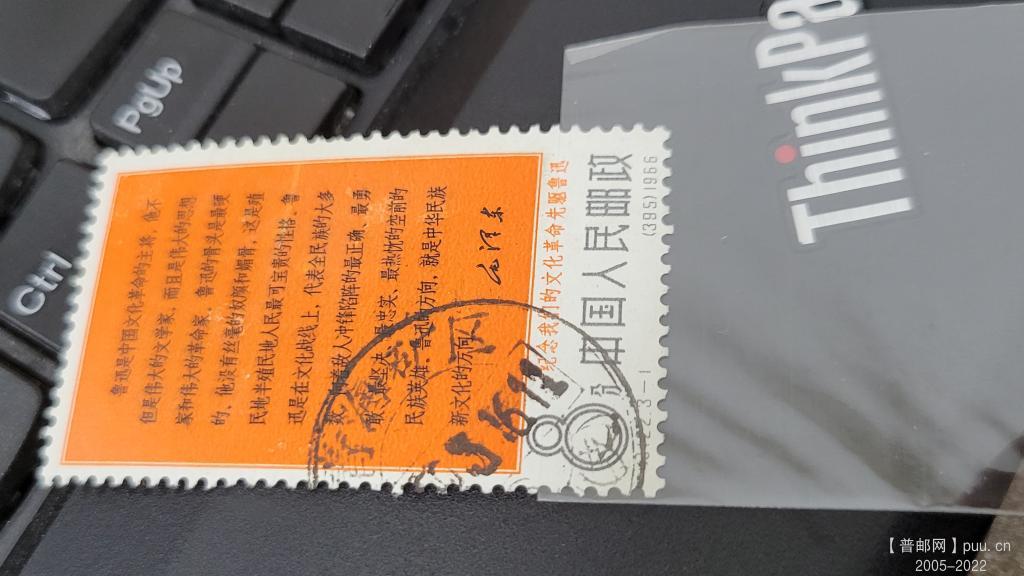 鲁迅是中国文化革命的主将，他不
但是伟大的文学家，而且是伟大的思想
家和伟大的革命家。鲁迅的骨头是最硬
的，他没有丝毫的奴颜和媚骨，这是殖
民地半殖民地人民最可宝贵的性格。鲁
迅是在文化战线上，代表全民族的大多
数，向着敌人冲锋陷阵的最正确、最勇
敢、最坚决、最忠实、最热忱的空前的
民族英雄。鲁迅的方向，就是中华民族
新文化的方向。
毛泽东
纪念我们的文化革命先驱鲁迅
8分 中国人民邮政
纪122.3-1 (395)1966
PgUp
Ctrl
ThinkPa
【普邮网】puu.cn
2005-2022